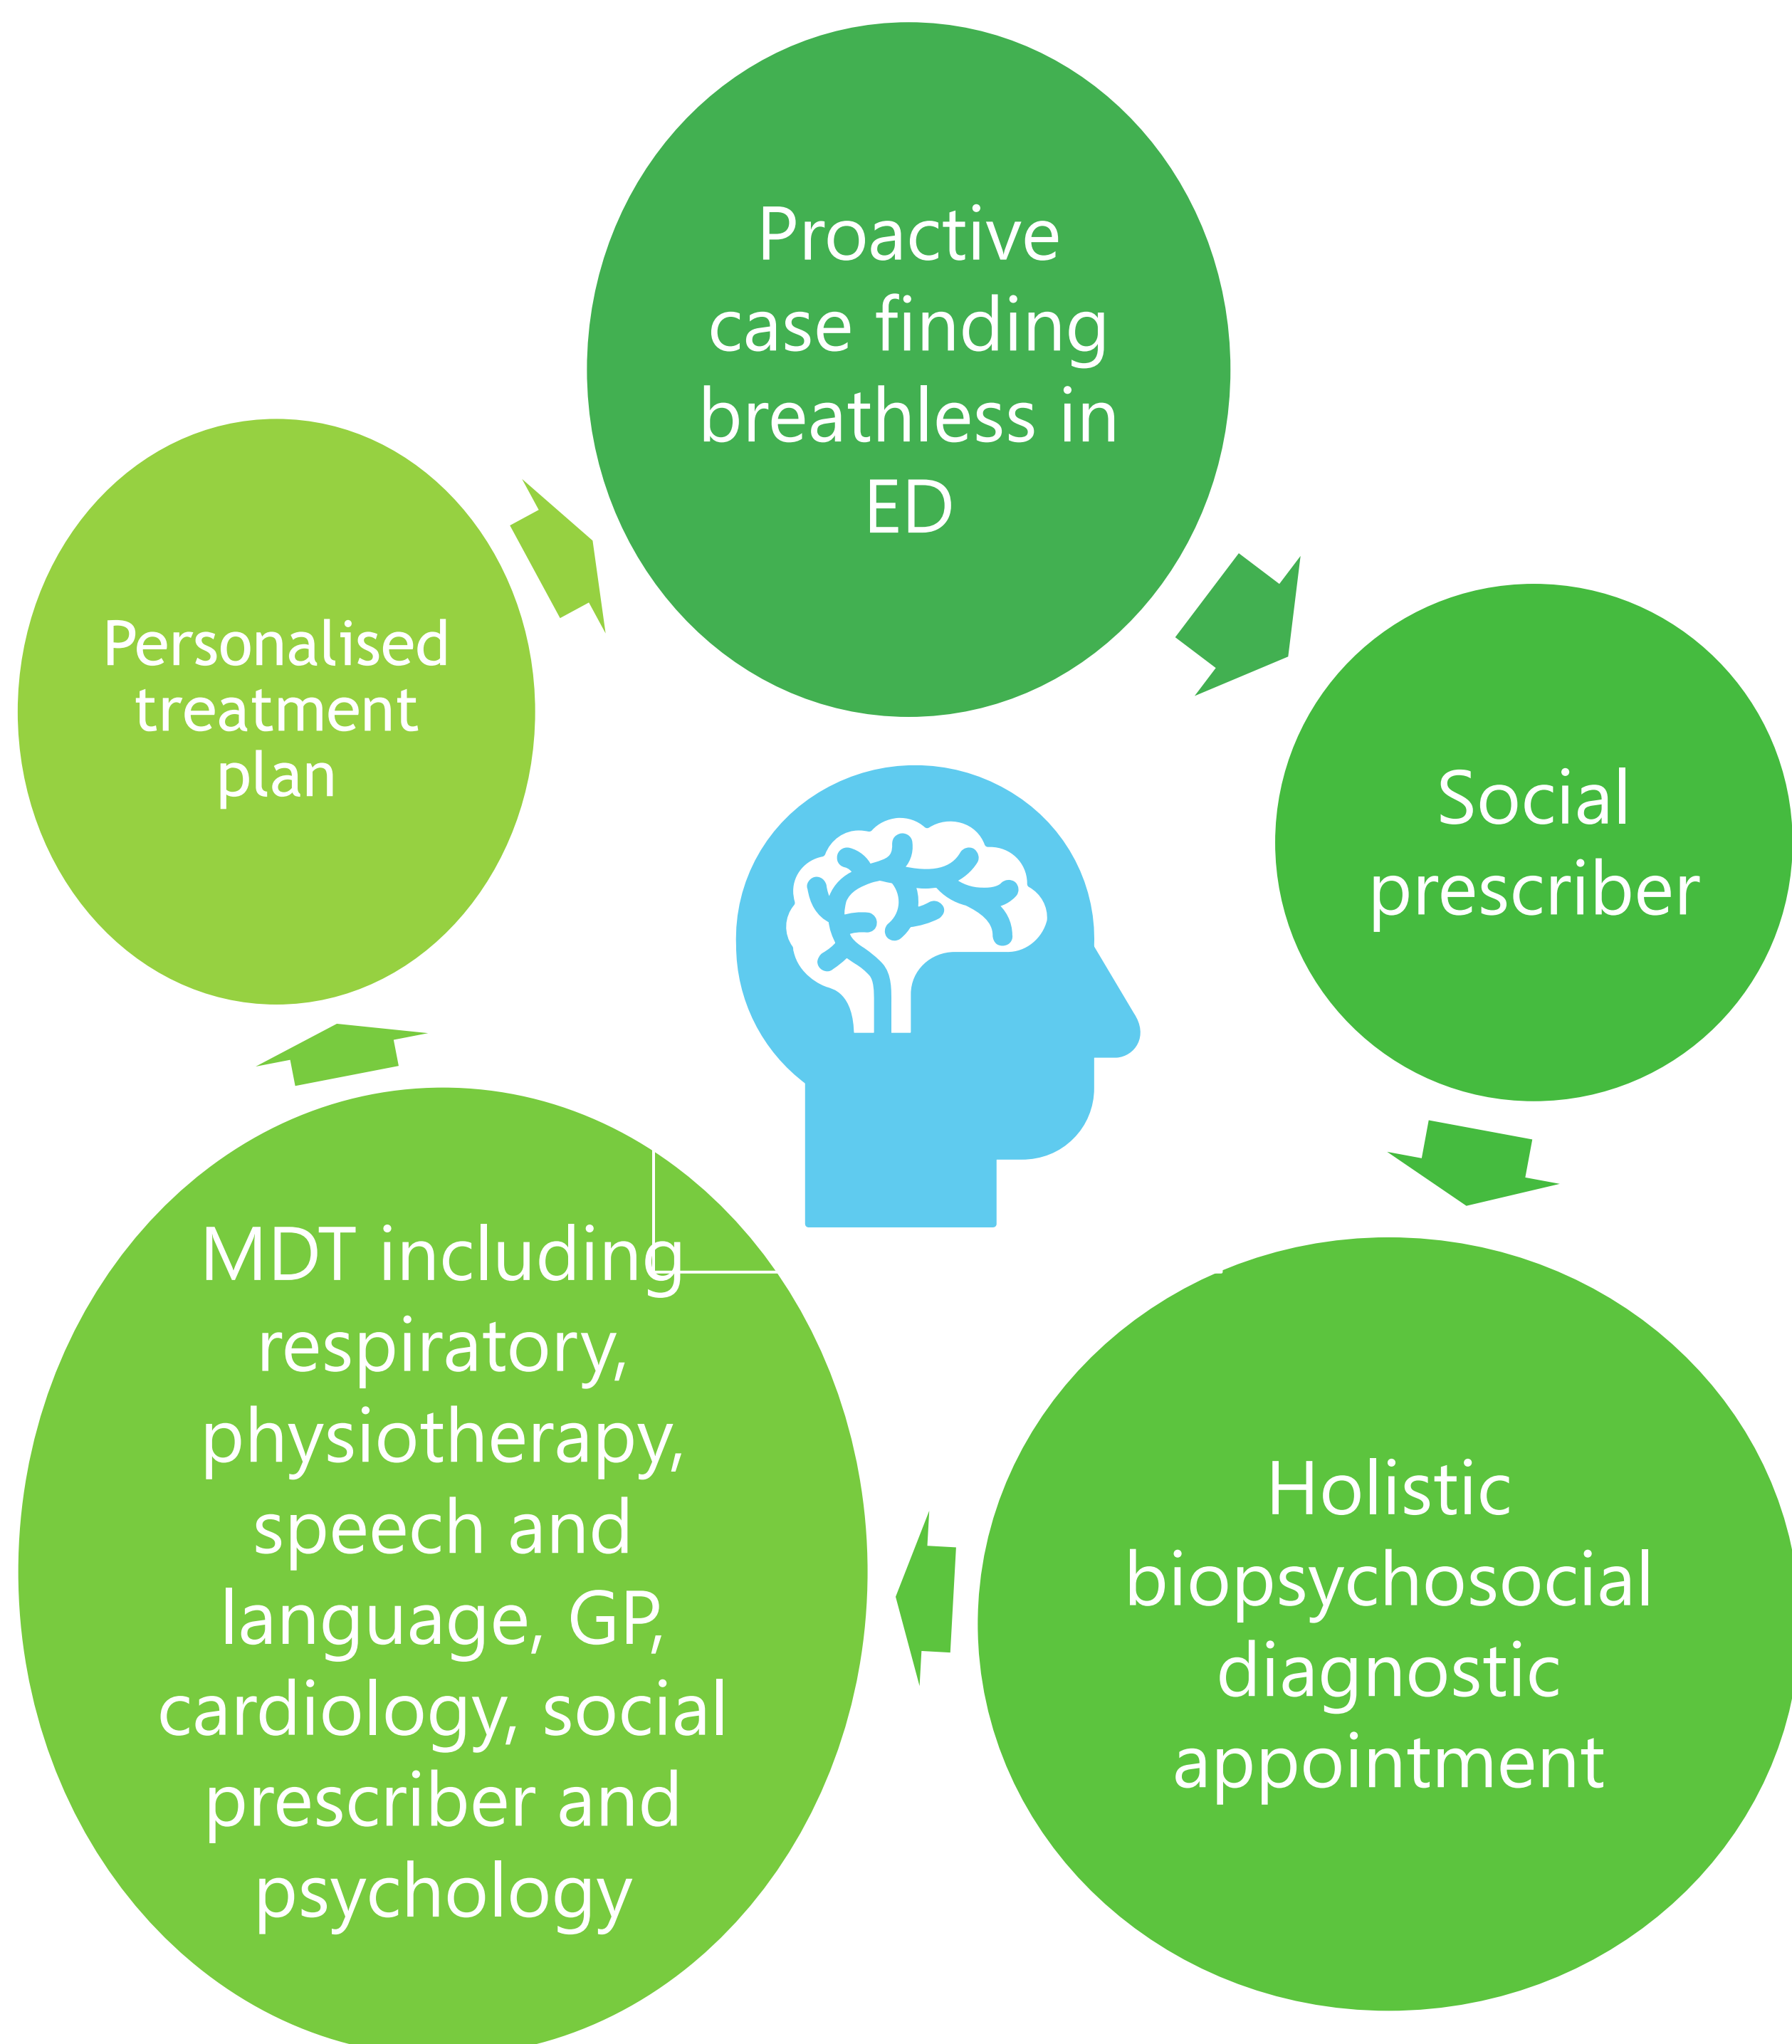 Proactive
case finding
breathless in
ED
Social
prescriber
Holistic
biopsychosocial
diagnostic
appointment
MDT including
respiratory,
physiotherapy,
speech and
language, GP,
cardiology, social
prescriber and
psychology
Personalised
treatment
plan